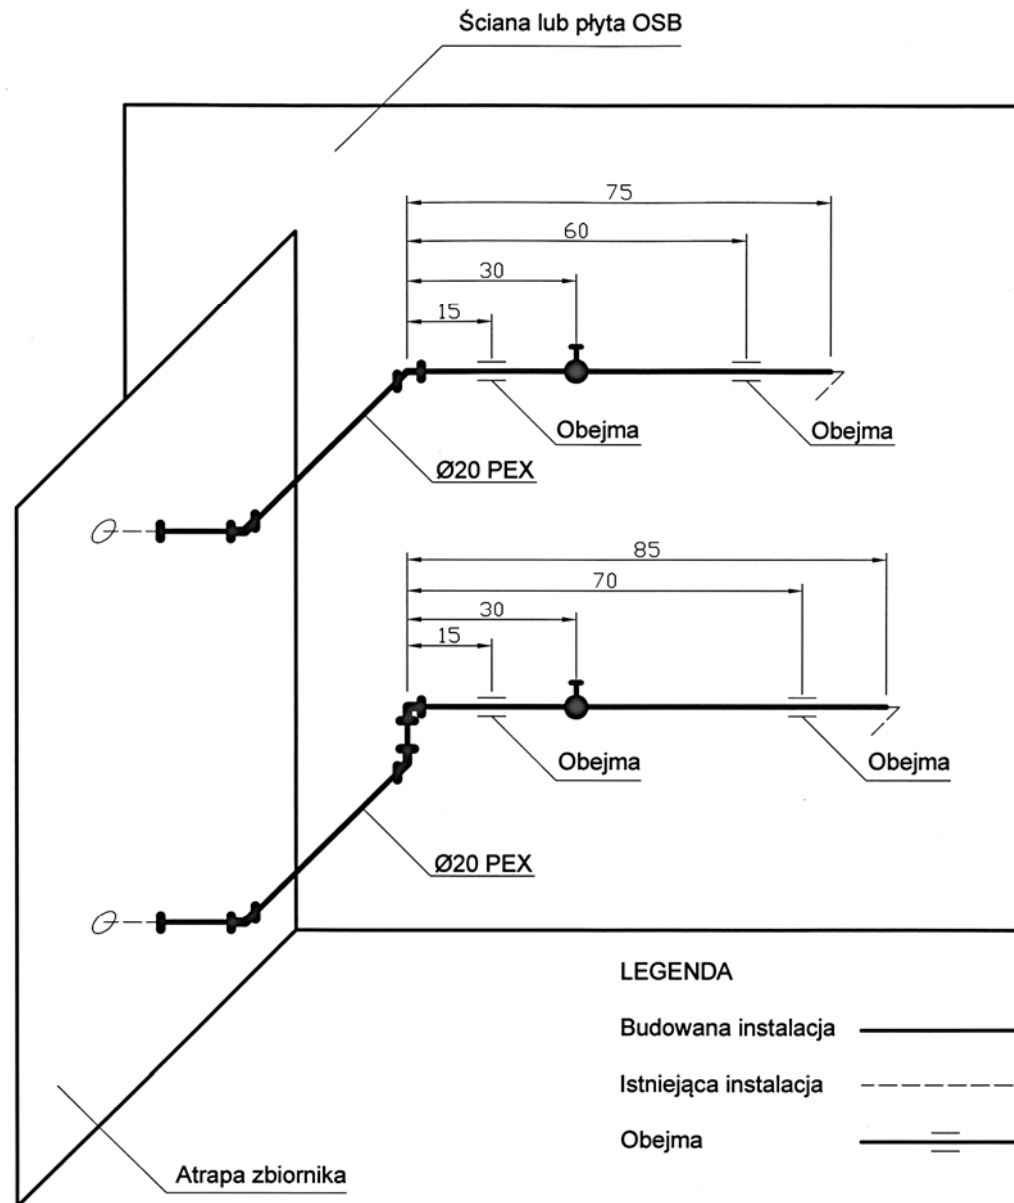 Ściana lub płyta OSB
75
60
30
15
Obejma
Obejma
Ø20 PEX
85
70
30
15
Obejma
Obejma
Ø20 PEX
LEGENDA
Budowana instalacja
Istniejąca instalacja
Obejma
Atrapa zbiornika